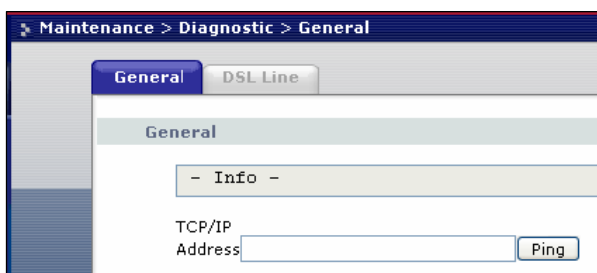 Maintenance > Diagnostic > General
General DSL Line
General
- Info -
TCP/IP
Address Ping